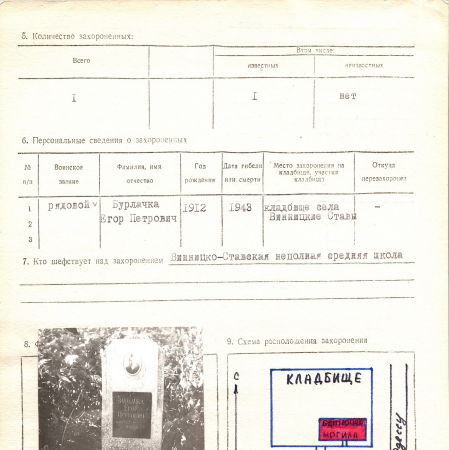 5. Количество захороненных:
Всего
В том числе:
известных
неизвестных
I
I
нет
6. Персональные сведения о захороненных
№ п/п
Воинское звание
Фамилия, имя отчество
Год рождения
Дата гибели или смерти
Место захоронения на кладбище, участке кладбища
Откуда перезахоронен
1 рядовой Бурлачка 1912 1943 кладбище села –
2 Егор Петрович Винницкие Ставы
3
7. Кто шефствует над захоронением Винницко-Ставская неполная средняя школа
8.
9. Схема расположения захоронения
С
КЛАДБИЩЕ
МОГИЛА